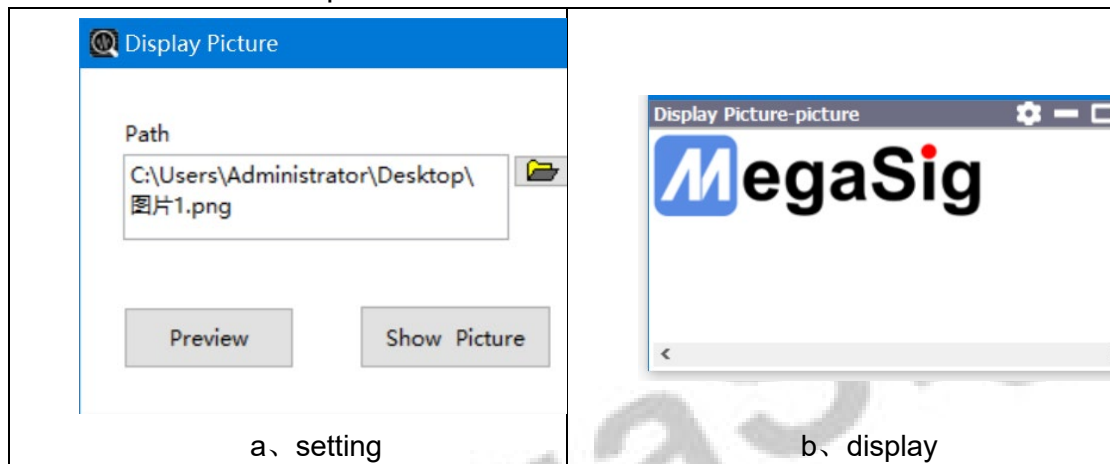 Display Picture
Path
C:\Users\Administrator\Desktop\
图片1.png
Preview
Show Picture
a、setting
Display Picture-picture
MegaSig
b、display